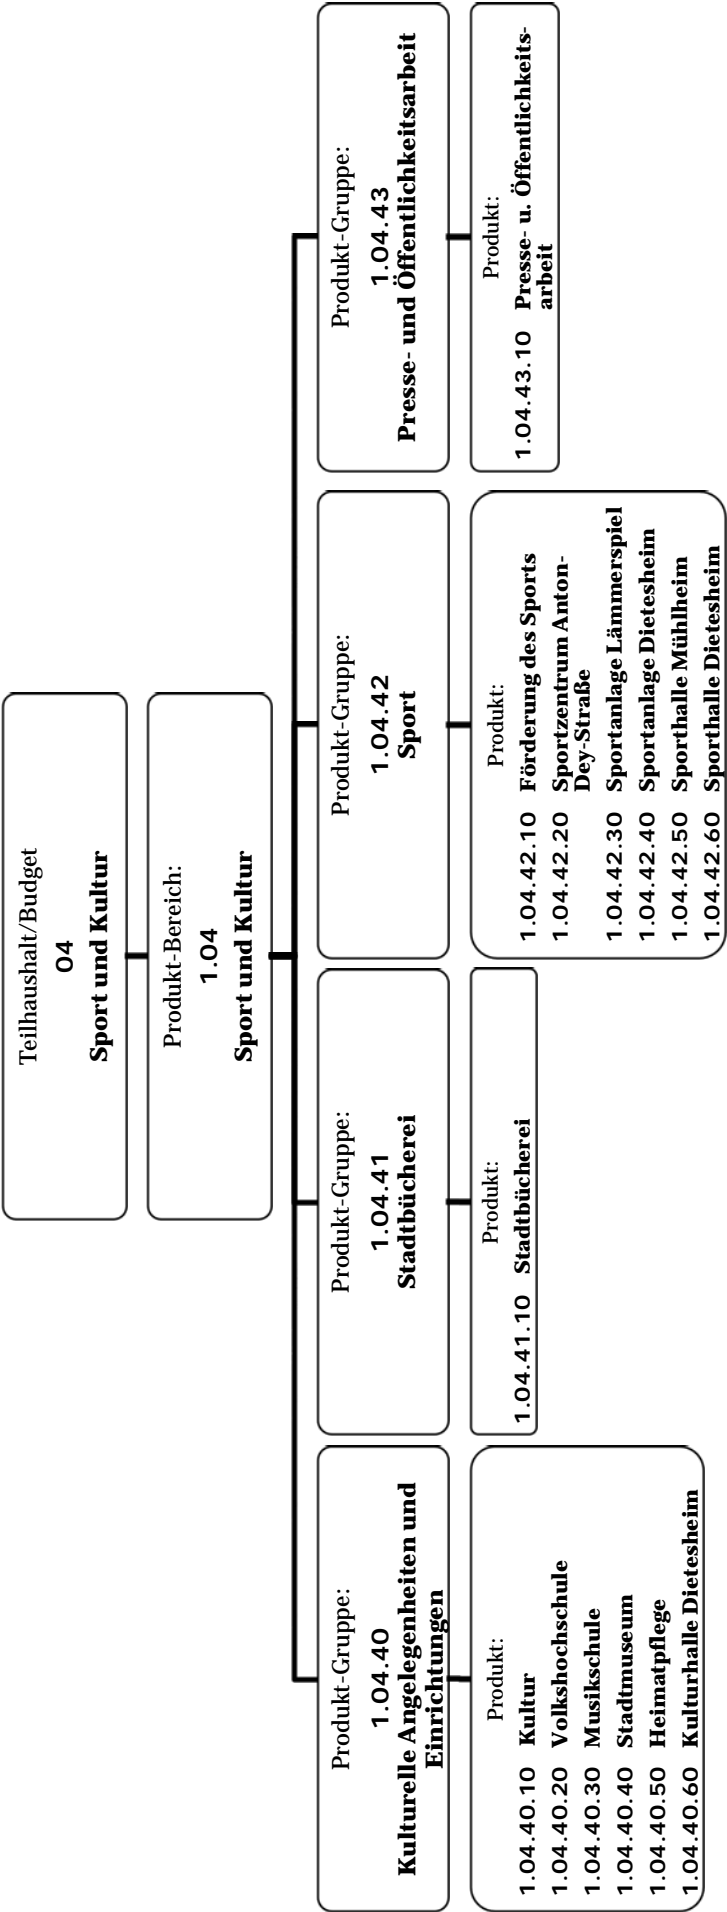 Teilhaushalt/Budget
04
Sport und Kultur
Produkt-Bereich:
1.04
Sport und Kultur
Produkt-Gruppe:
1.04.40
Kulturelle Angelegenheiten und
Einrichtungen
Produkt:
1.04.40.10 Kultur
1.04.40.20 Volkshochschule
1.04.40.30 Musikschule
1.04.40.40 Stadtmuseum
1.04.40.50 Heimatpflege
1.04.40.60 Kulturhalle Dietesheim
Produkt-Gruppe:
1.04.41
Stadtbücherei
Produkt:
1.04.41.10 Stadtbücherei
Produkt-Gruppe:
1.04.42
Sport
Produkt:
1.04.42.10 Förderung des Sports
1.04.42.20 Sportzentrum Anton-
Dey-Straße
1.04.42.30 Sportanlage Lämmerspiel
1.04.42.40 Sportanlage Dietesheim
1.04.42.50 Sporthalle Mühlheim
1.04.42.60 Sporthalle Dietesheim
Produkt-Gruppe:
1.04.43
Presse- und Öffentlichkeitsarbeit
Produkt:
1.04.43.10 Presse- u. Öffentlichkeits-
arbeit